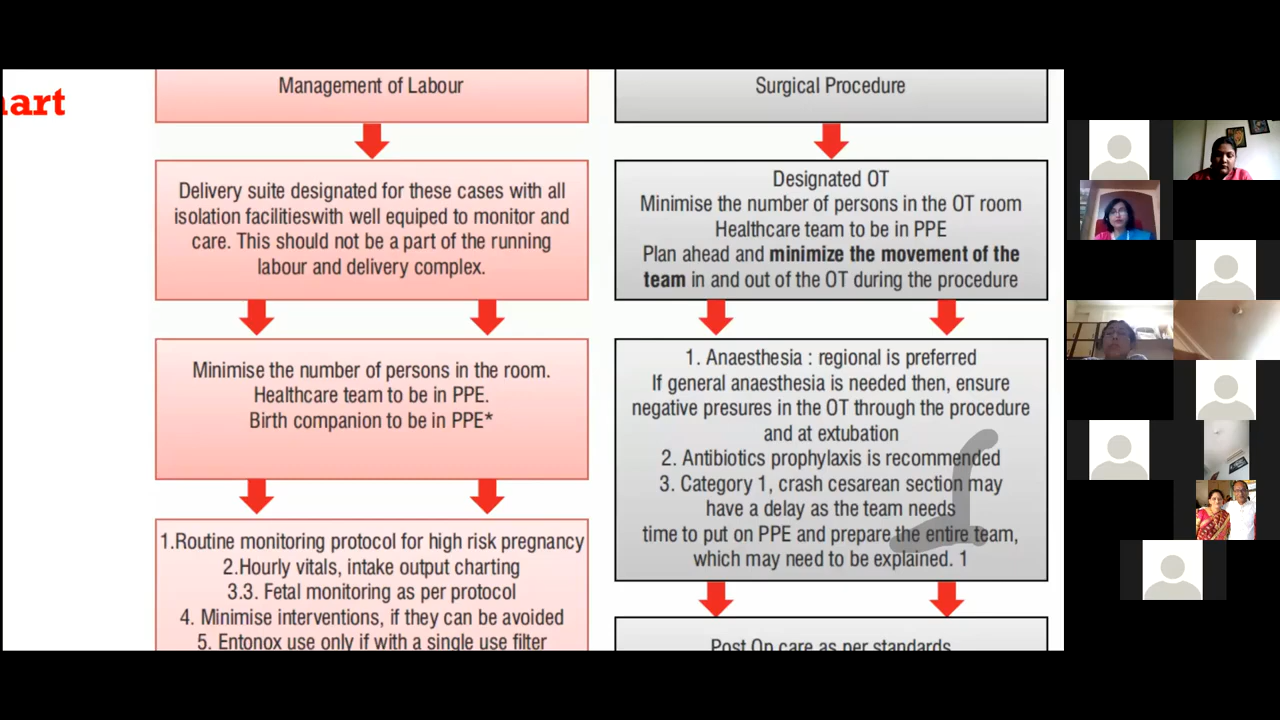 art
Management of Labour
Delivery suite designated for these cases with all
isolation facilitieswith well equiped to monitor and
care. This should not be a part of the running
labour and delivery complex.
Minimise the number of persons in the room.
Healthcare team to be in PPE.
Birth companion to be in PPE*
1.Routine monitoring protocol for high risk pregnancy
2.Hourly vitals, intake output charting
3.3. Fetal monitoring as per protocol
4. Minimise interventions, if they can be avoided
5. Entonox use only if with a single use filter
Surgical Procedure
Designated OT
Minimise the number of persons in the OT room
Healthcare team to be in PPE
Plan ahead and minimize the movement of the
team in and out of the OT during the procedure
1. Anaesthesia : regional is preferred
If general anaesthesia is needed then, ensure
negative presures in the OT through the procedure
and at extubation
2. Antibiotics prophylaxis is recommended
3. Category 1, crash cesarean section may
have a delay as the team needs
time to put on PPE and prepare the entire team,
which may need to be explained. 1
Post Op care as per standards